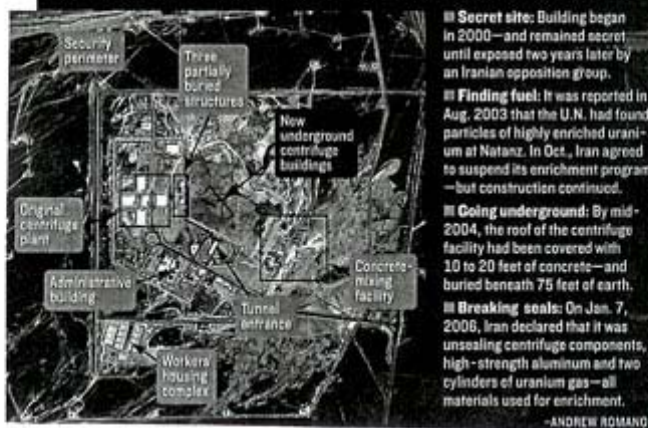 Security
perimeter
Three
partially
buried
structures
New
underground
centrifuge
buildings
Original
centrifuge
plant
Administrative
building
Concrete-
mixing
facility
Tunnel
entrance
Workers
housing
complex
Secret site: Building began
in 2000—and remained secret
until exposed two years later by
an Iranian opposition group.
Finding fuel: It was reported in
Aug. 2003 that the U.N. had found
particles of highly enriched urani-
um at Natanz. In Oct., Iran agreed
to suspend its enrichment program
—but construction continued.
Going underground: By mid-
2004, the roof of the centrifuge
facility had been covered with
10 to 20 feet of concrete—and
buried beneath 75 feet of earth.
Breaking seals: On Jan. 7,
2006, Iran declared that it was
unsealing centrifuge components,
high-strength aluminum and two
cylinders of uranium gas—all
materials used for enrichment.
–ANDREW ROMANO